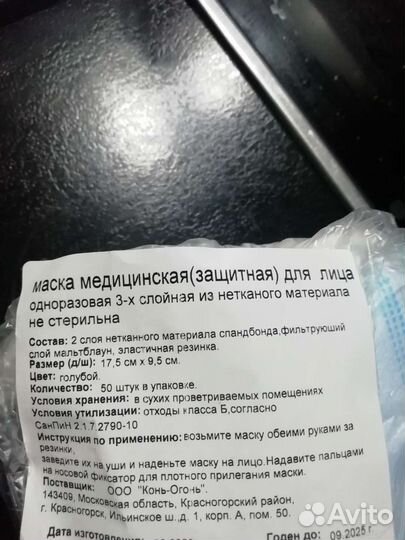 маска медицинская(защитная) для лица
одноразовая 3-х слойная из нетканого материала
не стерильна
Состав: 2 слоя нетканного материала спандбонда,фильтрующий
слой мальтблаун, эластичная резинка.
Размер (д/ш): 17,5 см х 9,5 см.
Цвет: голубой.
Количество: 50 штук в упаковке.
Условия хранения: в сухих проветриваемых помещениях
Условия утилизации: отходы класса Б,согласно
СанПиН 2.1.7.2790-10
Инструкция по применению: возьмите маску обеими руками за
резинки,
заведите их на уши и наденьте маску на лицо.Надавите пальцами
на носовой фиксатор для плотного прилегания маски.
Поставщик: ООО "Конь-Огонь".
143409, Московская область, Красногорский район,
г. Красногорск, Ильинское ш.,д. 1, корп. А, пом. 50.
Дата изготовления
Годен до: 09.2025 г
Avito